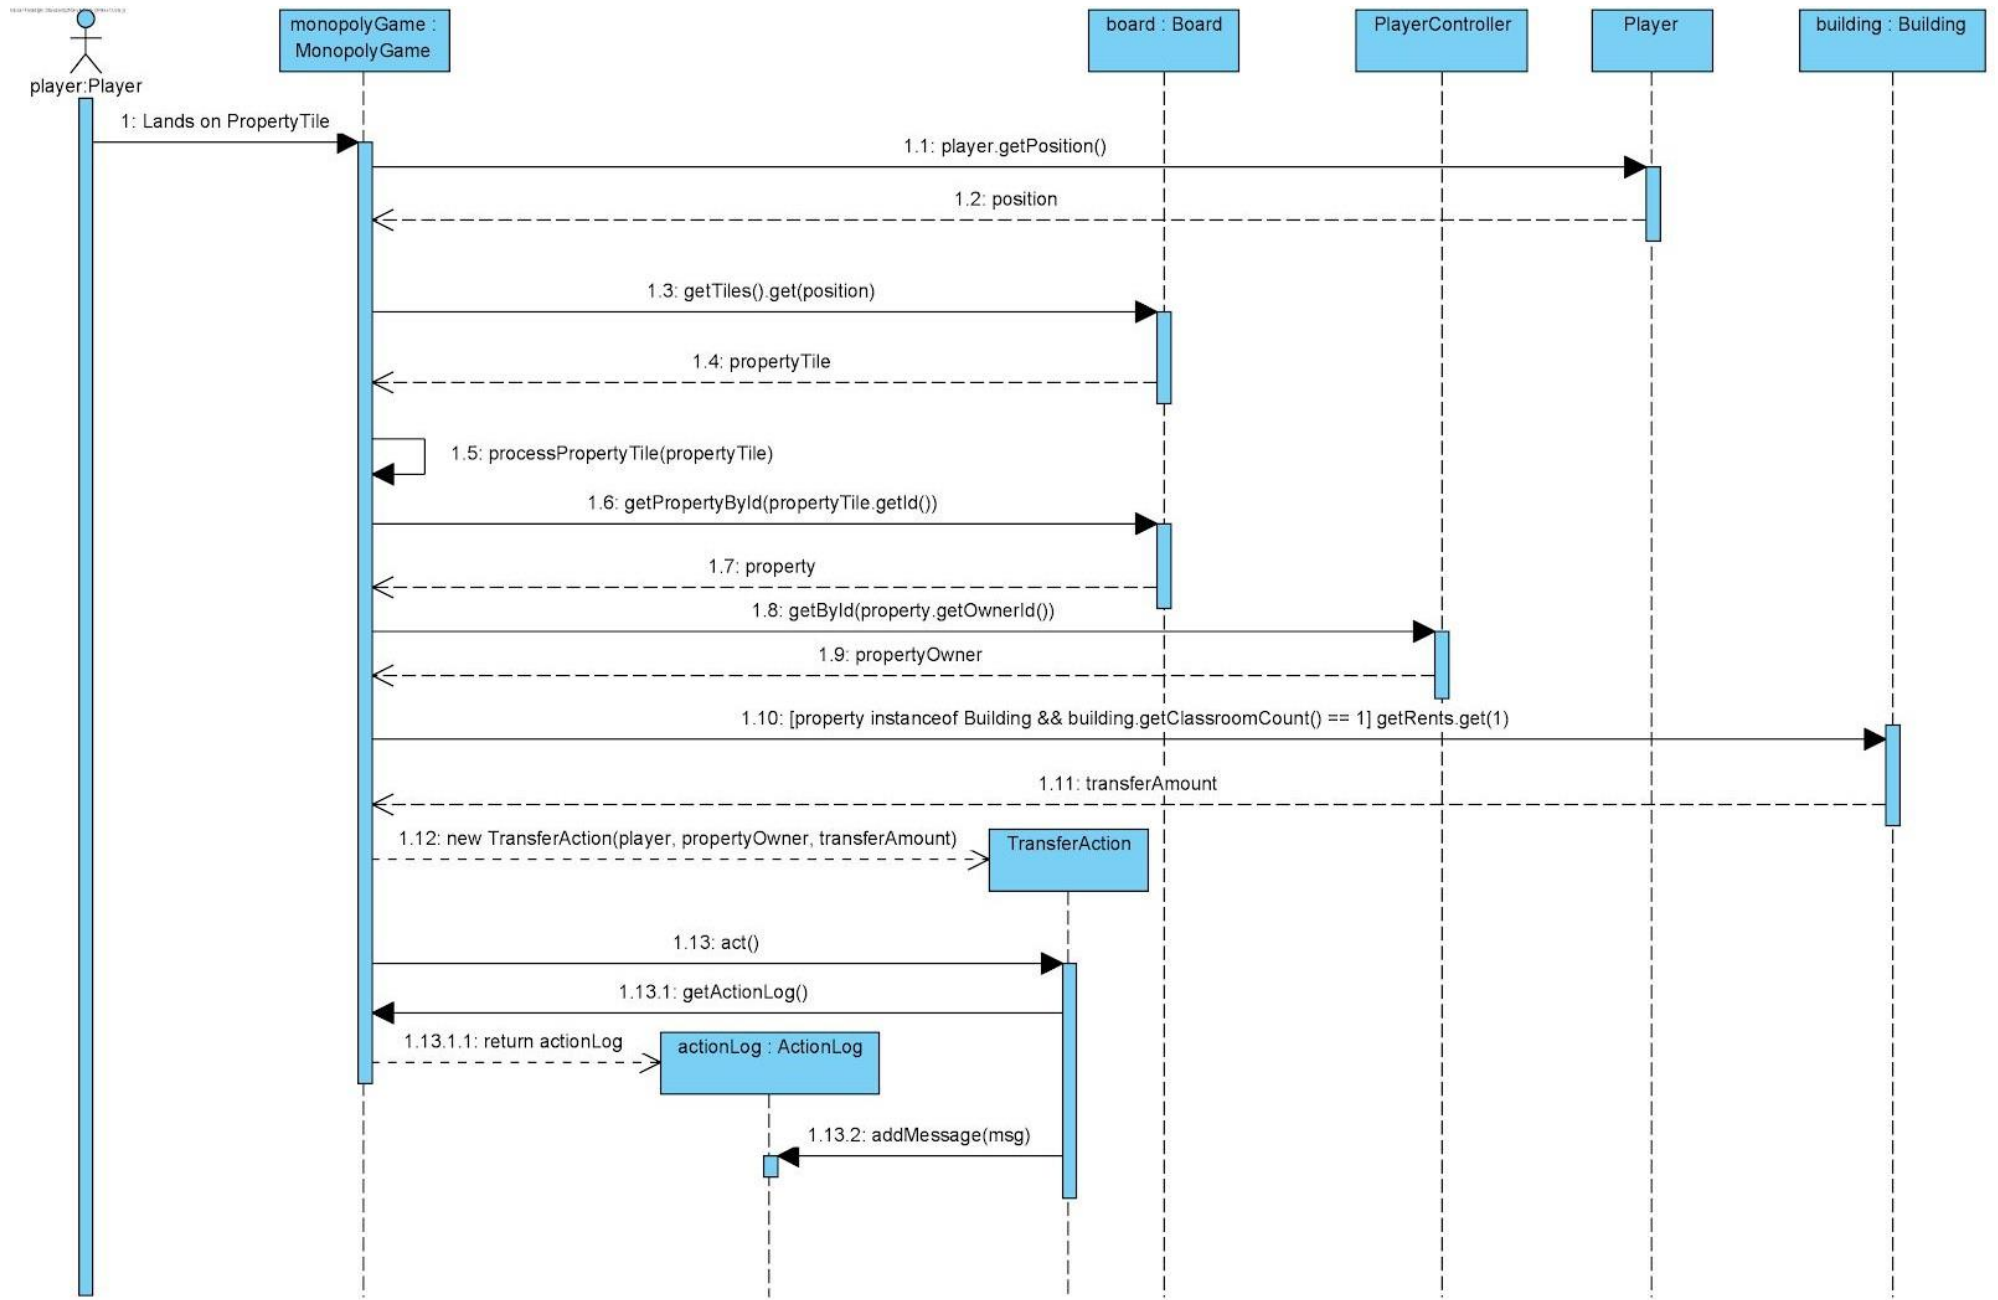 monopolyGame :
MonopolyGame
board : Board
PlayerController
Player
building : Building
player:Player
1: Lands on PropertyTile
1.1: player.getPosition()
1.2: position
1.3: getTiles().get(position)
1.4: propertyTile
1.5: processPropertyTile(propertyTile)
1.6: getPropertyById(propertyTile.getId())
1.7: property
1.8: getById(property.getOwnerId())
1.9: propertyOwner
1.10: [property instanceof Building && building.getClassroomCount() == 1] getRents.get(1)
1.11: transferAmount
1.12: new TransferAction(player, propertyOwner, transferAmount)
TransferAction
1.13: act()
1.13.1: getActionLog()
1.13.1.1: return actionLog
actionLog : ActionLog
1.13.2: addMessage(msg)